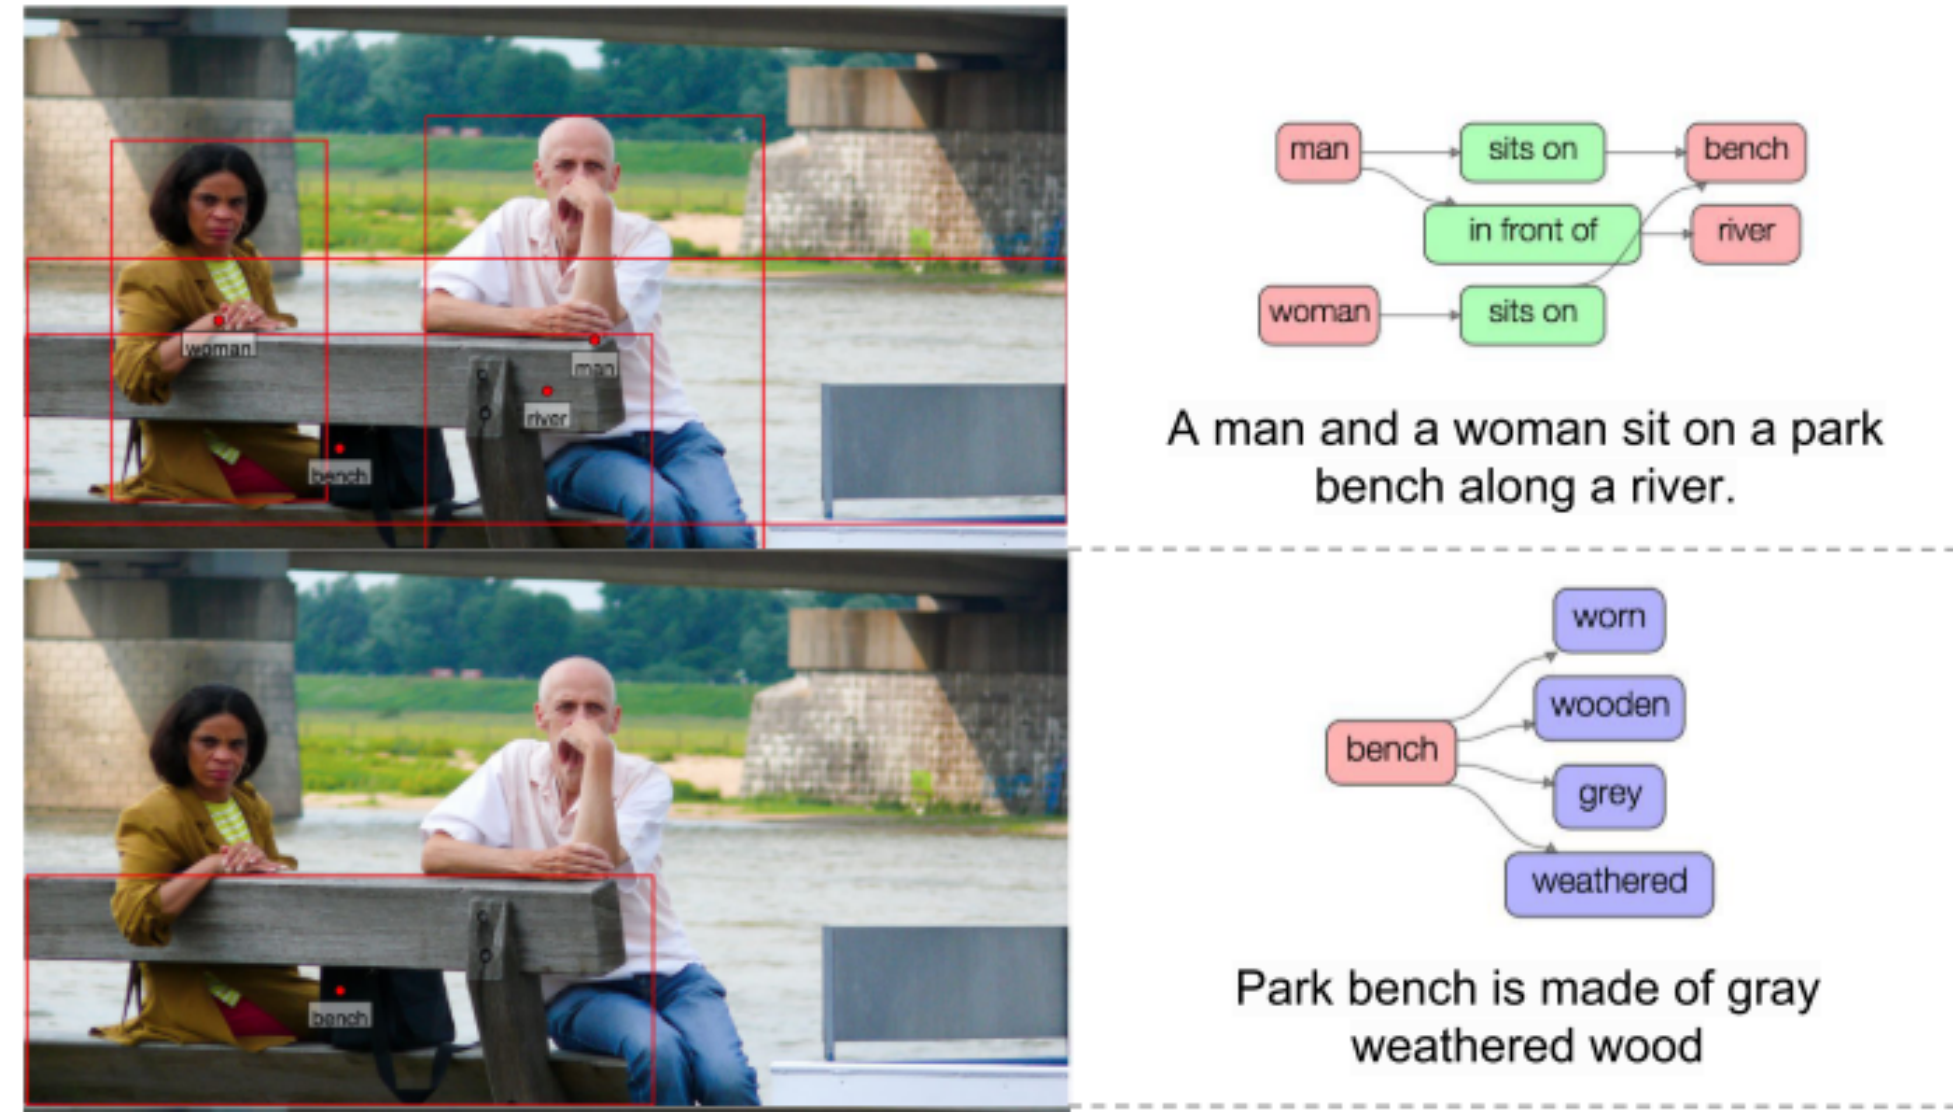 woman
man
river
bench
man
sits on
bench
in front of
river
woman
sits on
A man and a woman sit on a park
bench along a river.
bench
worn
wooden
bench
grey
weathered
Park bench is made of gray
weathered wood